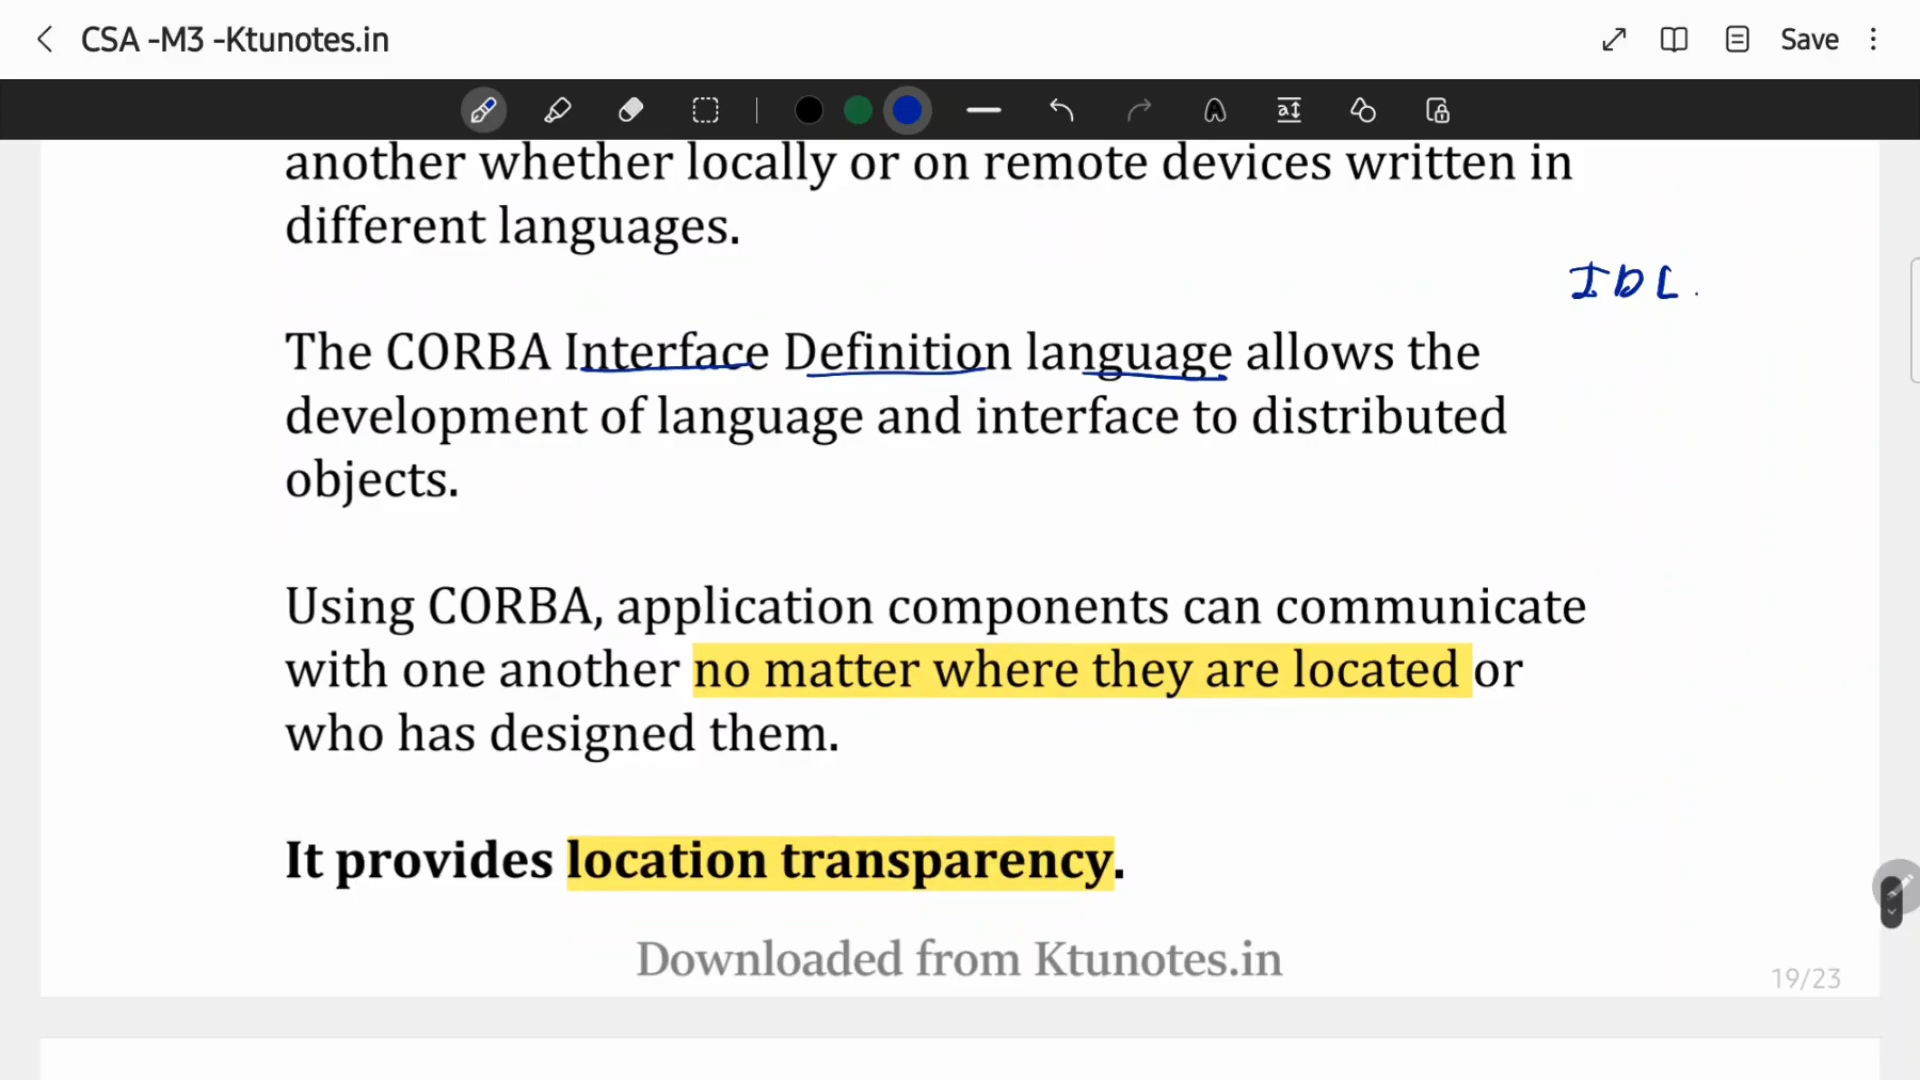 CSA -M3 -Ktunotes.in
Save
another whether locally or on remote devices written in
different languages.
IDL.
The CORBA Interface Definition language allows the
development of language and interface to distributed
objects.
Using CORBA, application components can communicate
with one another no matter where they are located or
who has designed them.
It provides location transparency.
Downloaded from Ktunotes.in
19/23